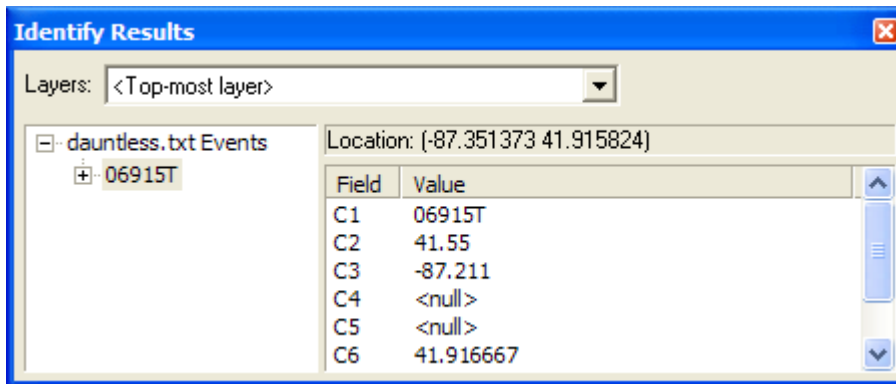 Identify Results
Layers: <Top-most layer>
dauntless.txt Events
06915T
Location: (-87.351373 41.915824)
Field Value
C1 06915T
C2 41.55
C3 -87.211
C4 <null>
C5 <null>
C6 41.916667